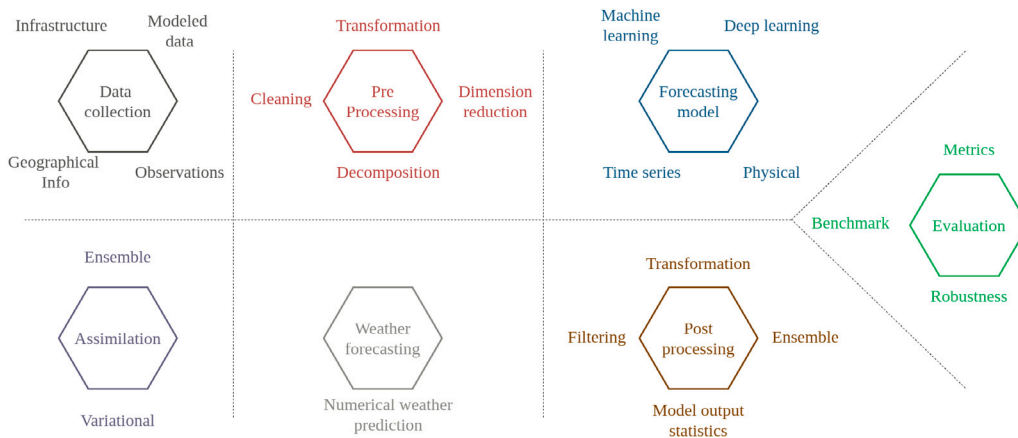 Infrastructure
Modeled
data
Data
collection
Geographical
Info
Observations
Transformation
Cleaning
Pre
Processing
Dimension
reduction
Decomposition
Machine
learning
Deep learning
Forecasting
model
Time series
Physical
Metrics
Benchmark
Evaluation
Robustness
Ensemble
Assimilation
Variational
Weather
forecasting
Numerical weather
prediction
Transformation
Filtering
Post
processing
Ensemble
Model output
statistics